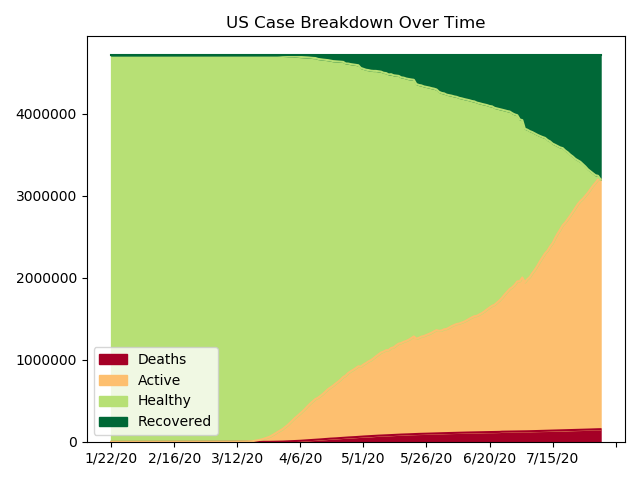 US Case Breakdown Over Time
4000000
3000000
2000000
1000000
0
Deaths
Active
Healthy
Recovered
1/22/20 2/16/20 3/12/20 4/6/20 5/1/20 5/26/20 6/20/20 7/15/20